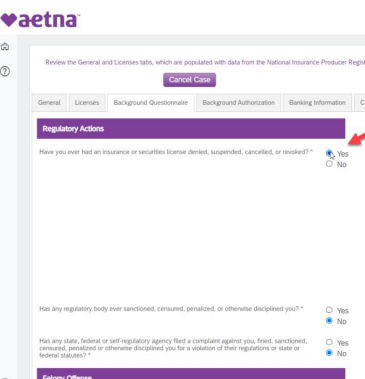 aetna
Review the General and Licenses tabs, which are populated with data from the National Insurance Producer Regist
Cancel Case
General Licenses Background Questionnaire Background Authorization Banking Information C
Regulatory Actions
Have you ever had an insurance or securities license denied, suspended, cancelled, or revoked? *
Yes
No
Has any regulatory body ever sanctioned, censured, penalized, or otherwise disciplined you? *
Yes
No
Has any state, federal or self-regulatory agency filed a complaint against you, fined, sanctioned,
censured, penalized or otherwise disciplined you for a violation of their regulations or state or
federal statutes? *
Yes
No
Felony Offense